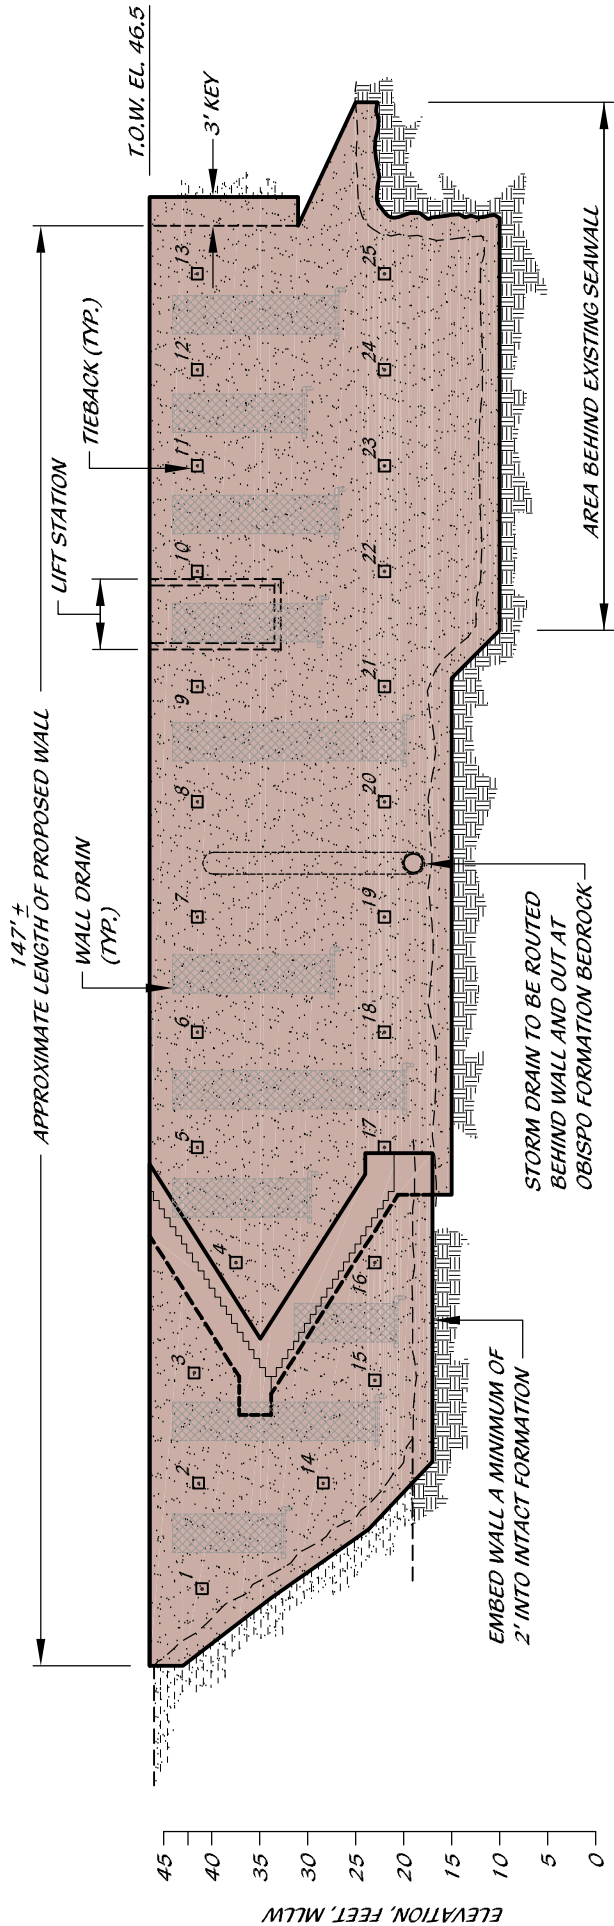 147' ±
APPROXIMATE LENGTH OF PROPOSED WALL
T.O.W. EL. 46.5
3' KEY
TIEBACK (TYP.)
LIFT STATION
WALL DRAIN
(TYP.)
1
2
3
4
5
6
7
8
9
10
11
12
13
14
15
16
17
18
19
20
21
22
23
24
25
EMBED WALL A MINIMUM OF
2' INTO INTACT FORMATION
STORM DRAIN TO BE ROUTED
BEHIND WALL AND OUT AT
OBISPO FORMATION BEDROCK
AREA BEHIND EXISTING SEAWALL
45
40
35
30
25
20
15
10
5
0
ELEVATION, FEET, MLLW